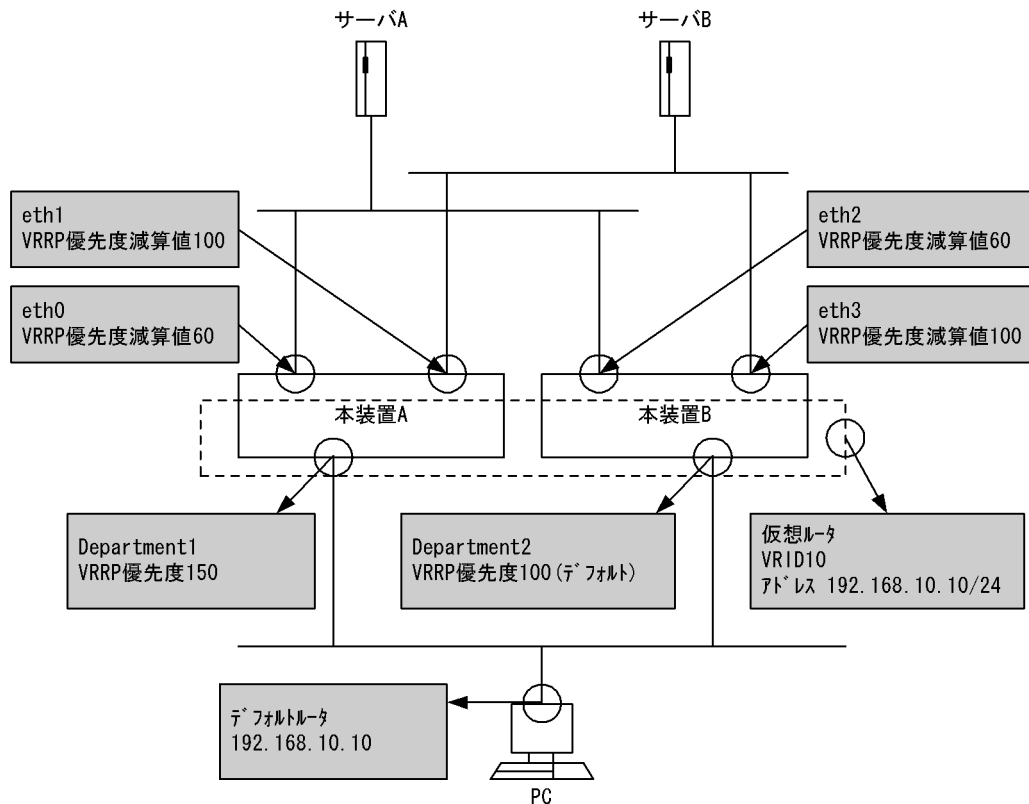 サーバA
サーバB
eth1
VRRP優先度減算値100
eth2
VRRP優先度減算値60
eth0
VRRP優先度減算値60
eth3
VRRP優先度減算値100
本装置A
本装置B
Department1
VRRP優先度150
Department2
VRRP優先度100(ﾃﾞﾌｫﾙﾄ)
仮想ﾙｰﾀ
VRID10
ｱﾄﾞﾚｽ 192.168.10.10/24
ﾃﾞﾌｫﾙﾄﾙｰﾀ
192.168.10.10
PC